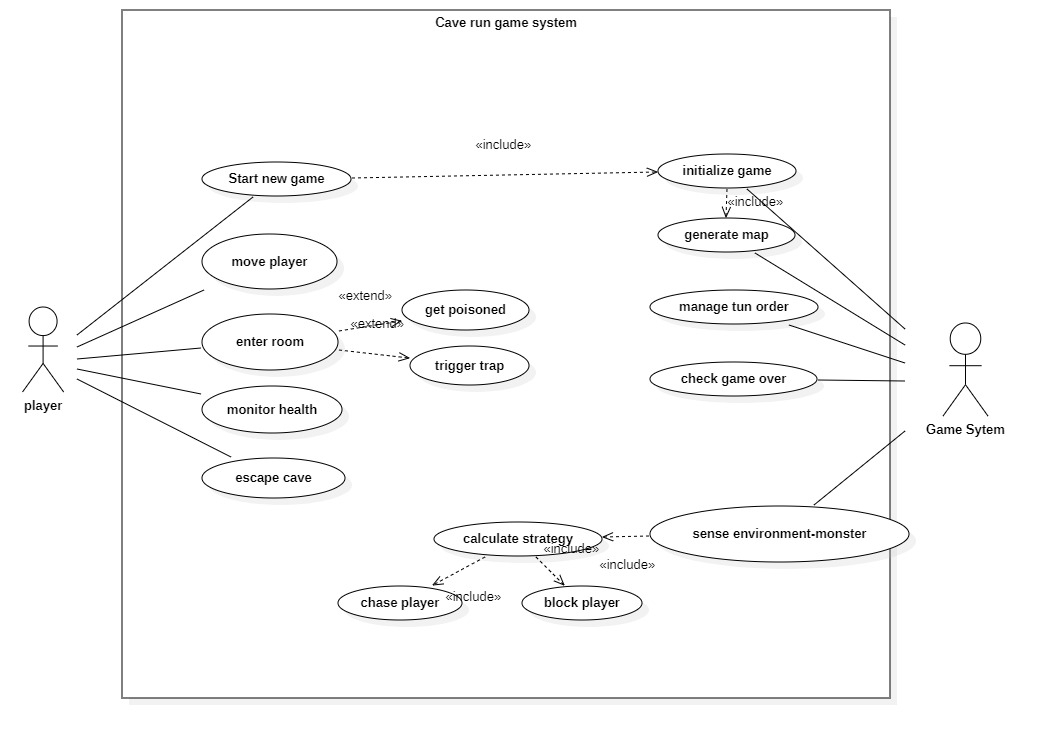 Cave run game system
«include»
Start new game
initialize game
«include»
move player
generate map
«extend»
get poisoned
manage tun order
«extend»
enter room
trigger trap
check game over
player
monitor health
Game Sytem
escape cave
calculate strategy
sense environment-monster
«include»
«include»
chase player
«include»
block player